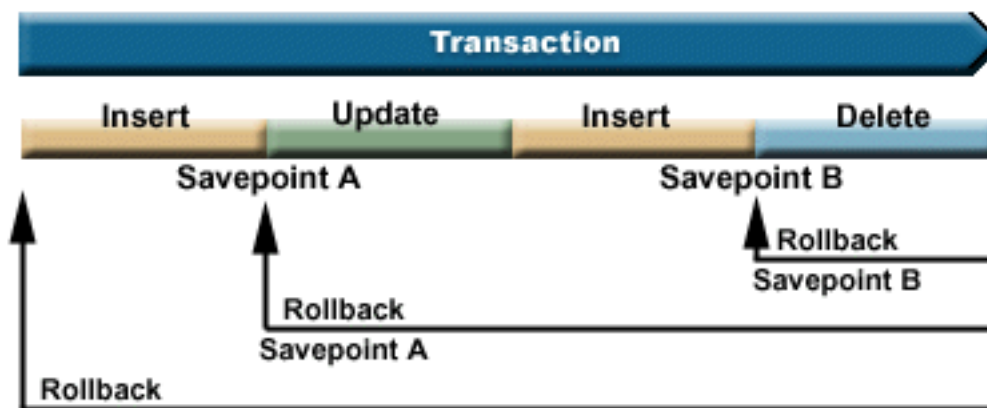 Transaction
Insert Update Insert Delete
Savepoint A Savepoint B
Rollback
Savepoint B
Rollback
Savepoint A
Rollback